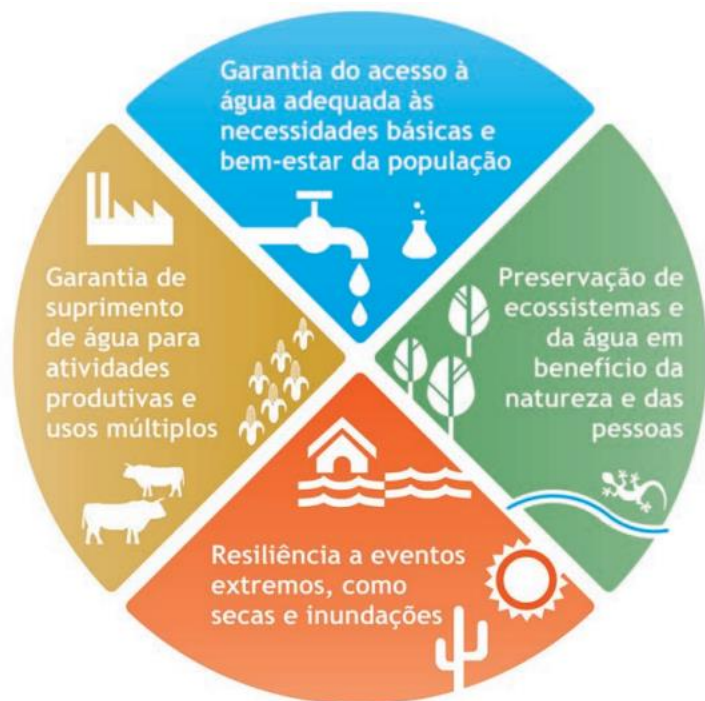 Garantia do acesso à
água adequada às
necessidades básicas e
bem-estar da população
Garantia de
suprimento
de água para
atividades
produtivas e
usos múltiplos
Preservação de
ecossistemas e
da água em
benefício da
natureza e das
pessoas
Resiliência a eventos
extremos, como
secas e inundações